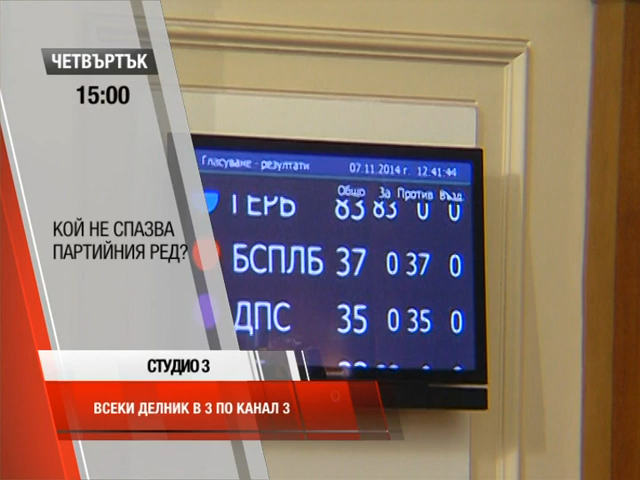 ЧЕТВЪРТЪК
15:00
КОЙ НЕ СПАЗВА
ПАРТИЙНИЯ РЕД?
Гласуване - резултати 07.11.2014 г. 12:41:44
Общо За Против Възд.
ГЕРБ 83 83 0 0
БСПЛБ 37 0 37 0
ДПС 35 0 35 0
СТУДИО 3
ВСЕКИ ДЕЛНИК В 3 ПО КАНАЛ 3